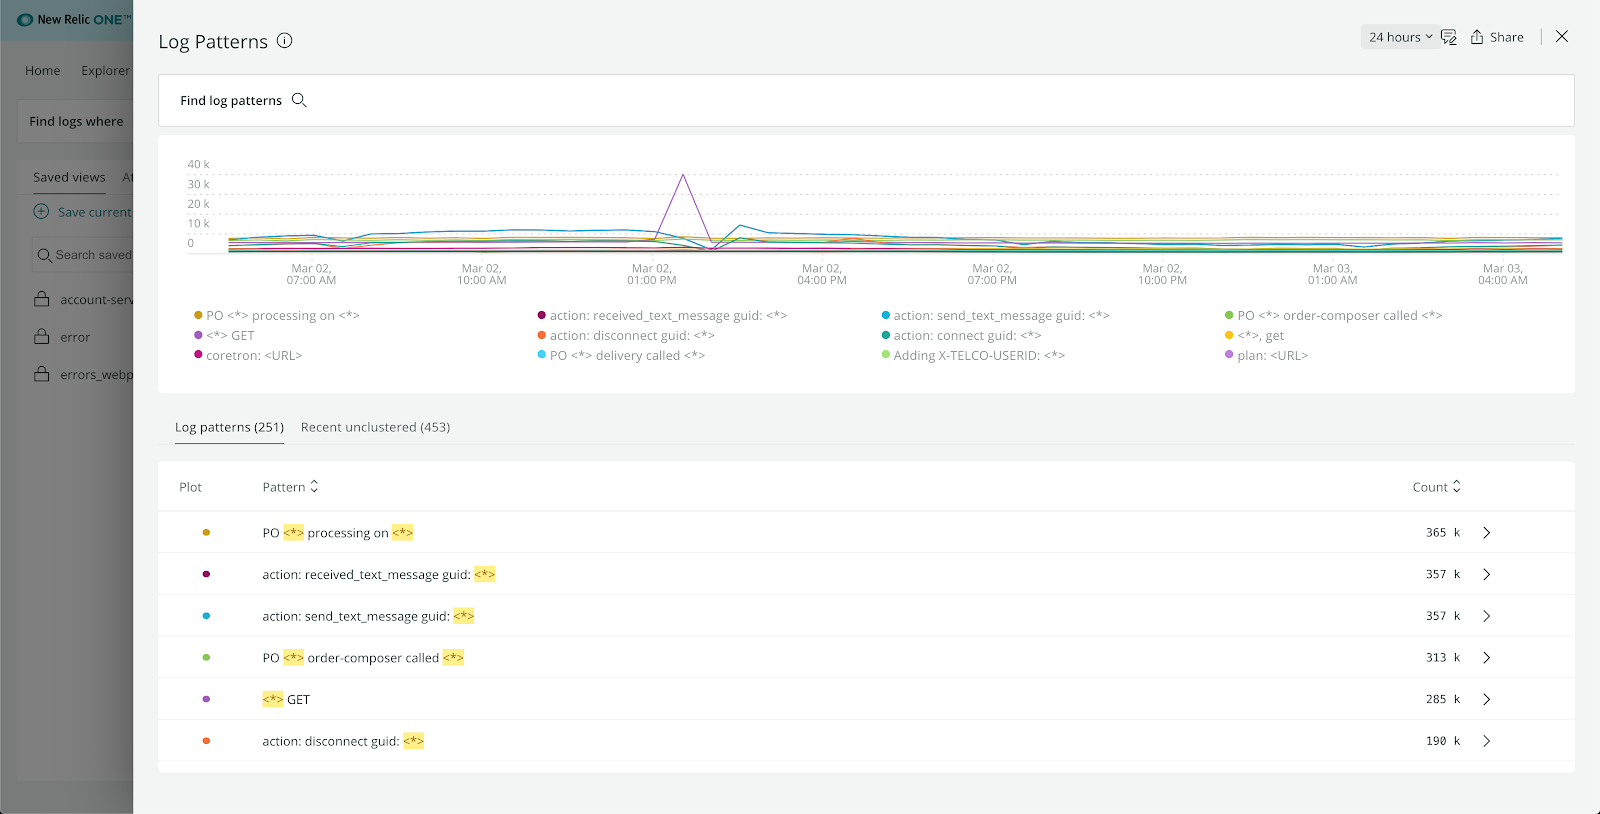 New Relic ONE™
Home Explorer
Find logs where
Saved views
Save current
Search saved
account-serv
error
errors_webp
Log Patterns
24 hours Share
Find log patterns
40 k
30 k
20 k
10 k
0
Mar 02, 07:00 AM
Mar 02, 10:00 AM
Mar 02, 01:00 PM
Mar 02, 04:00 PM
Mar 02, 07:00 PM
Mar 02, 10:00 PM
Mar 03, 01:00 AM
Mar 03, 04:00 AM
PO <*> processing on <*> action: received_text_message guid: <*> action: send_text_message guid: <*> PO <*> order-composer called <*>
<*> GET action: disconnect guid: <*> action: connect guid: <*> <*>, get
coretron: <URL> PO <*> delivery called <*> Adding X-TELCO-USERID: <*> plan: <URL>
Log patterns (251) Recent unclustered (453)
Plot Pattern Count
PO <*> processing on <*> 365 k
action: received_text_message guid: <*> 357 k
action: send_text_message guid: <*> 357 k
PO <*> order-composer called <*> 313 k
<*> GET 285 k
action: disconnect guid: <*> 190 k